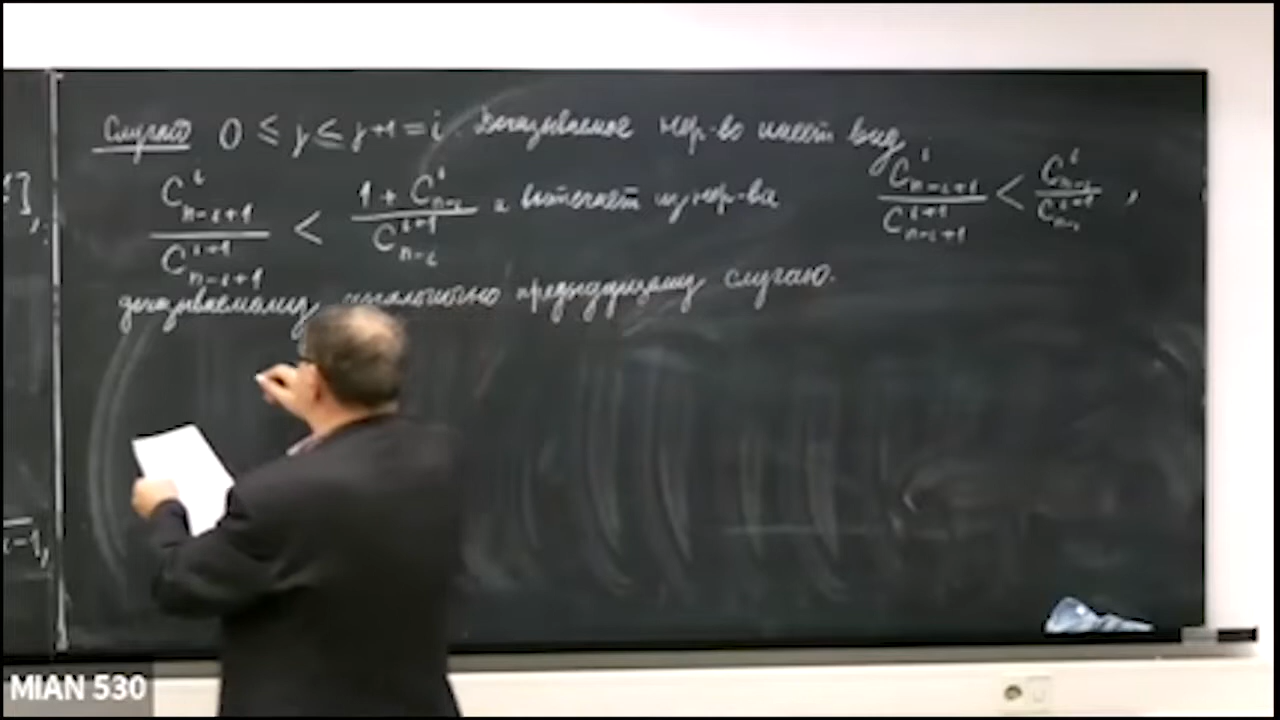 Случай 0 ≤ j ≤ j+1 = i. Доказываемое нер-во имеет вид
C^i_{n-i+1} / C^{i+1}_{n-i+1} < (1 + C^i_{n-i}) / C^{i+1}_{n-i} и вытекает из нер-ва C^i_{n-i+1} / C^{i+1}_{n-i+1} < C^i_{n-i} / C^{i+1}_{n-i} ,
доказываемому аналогично предыдущему случаю.
MIAN 530